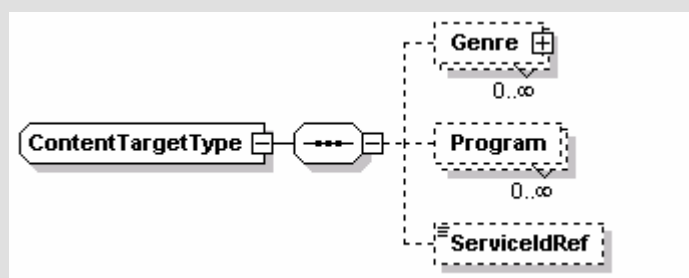 Genre
0..∞
ContentTargetType
Program
0..∞
ServiceIdRef